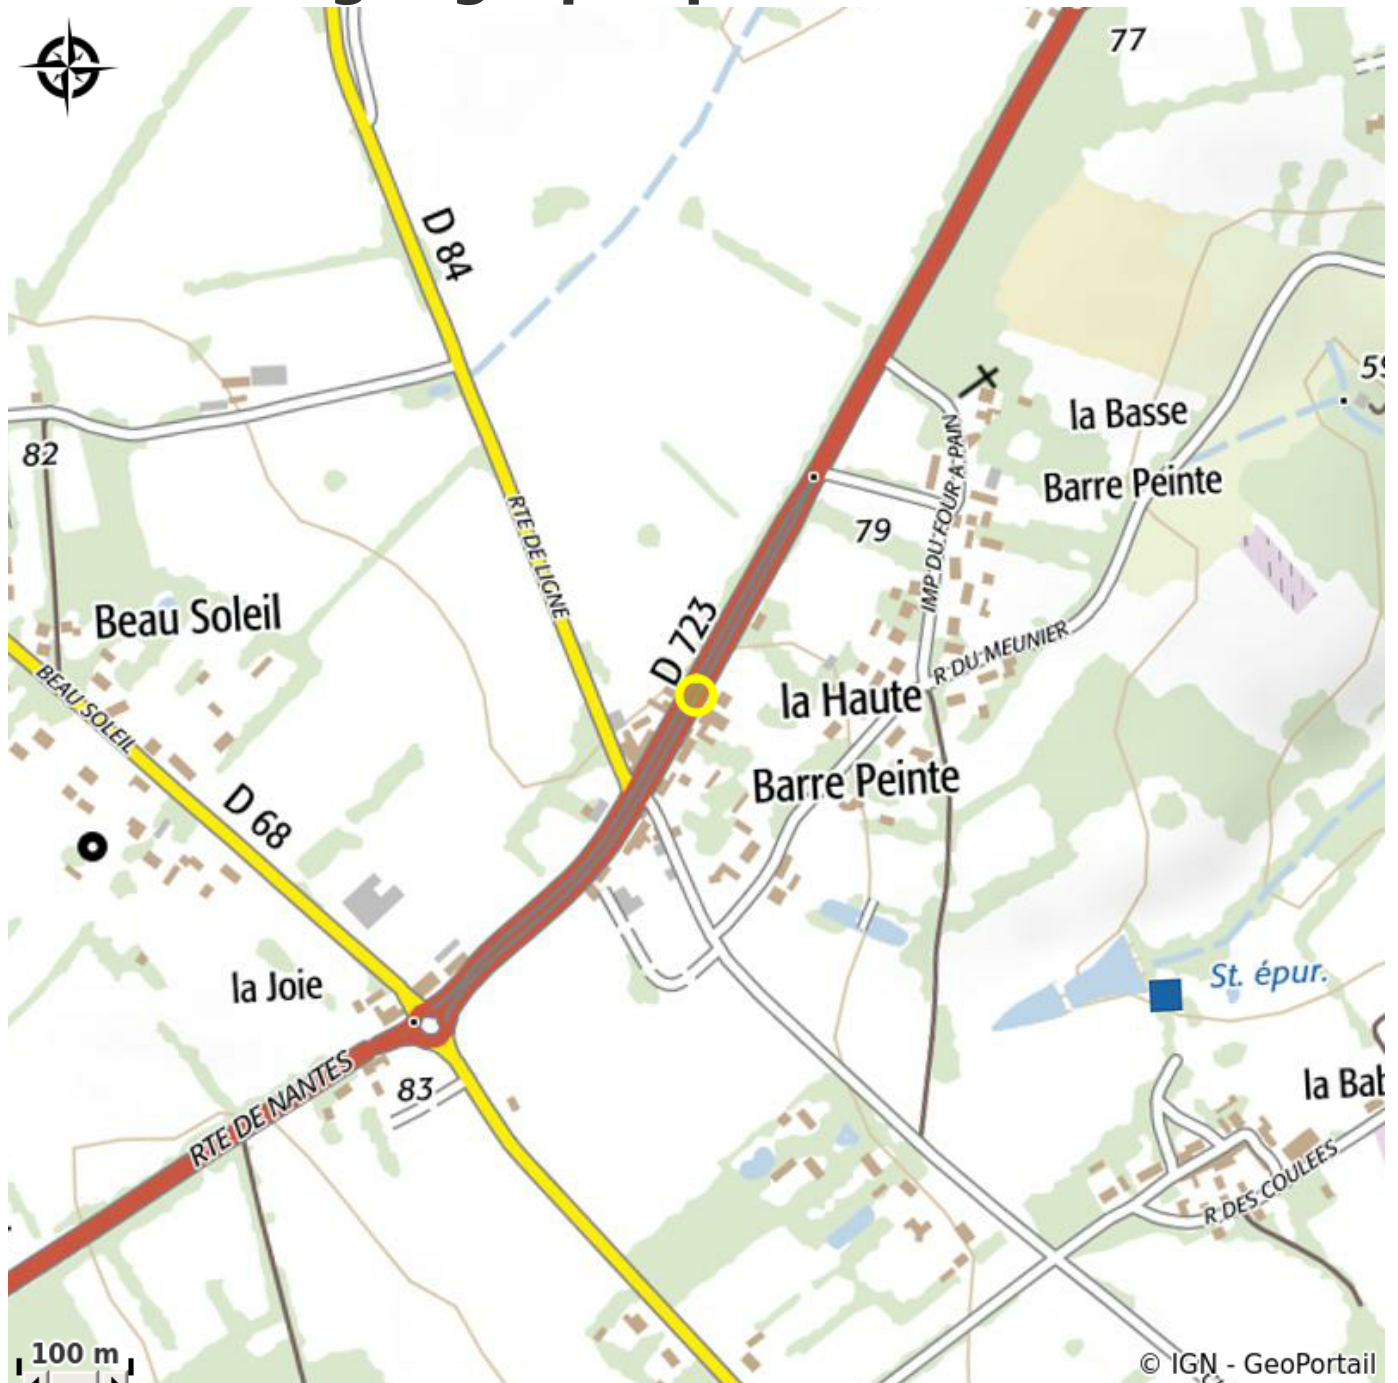 77
D 84
59
la Basse
Barre Peinte
82
RTE DE LIGNE
IMP DU FOUR A PAIN
79
Beau Soleil
D 723
R DU MEUNIER
BEAU SOLEIL
la Haute
Barre Peinte
D 68
la Joie
St. épur.
83
RTE DE NANTES
la Bab
R DES COULEES
100 m
© IGN - GeoPortail